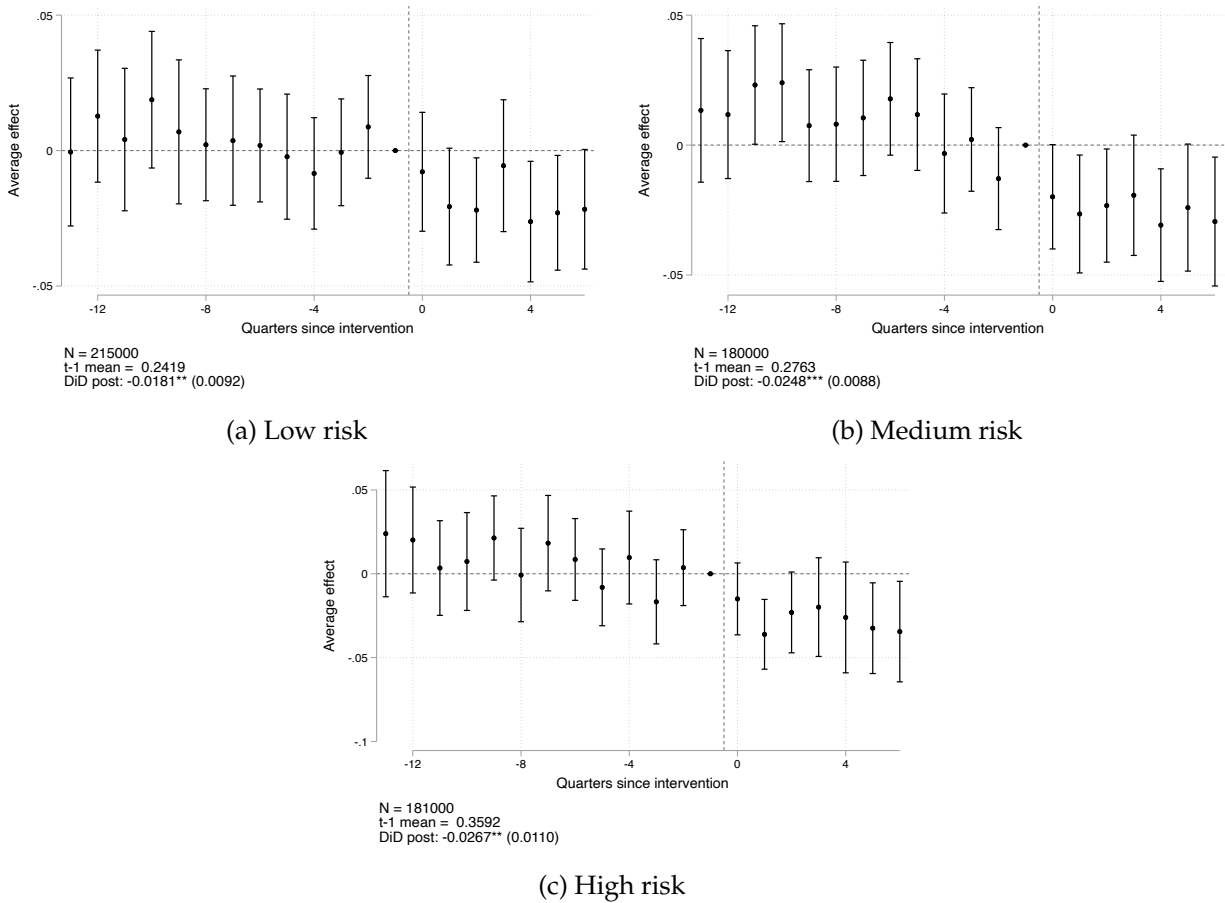 .05
0
-.05
Average effect
-12
-8
-4
0
4
Quarters since intervention
N = 215000
t-1 mean = 0.2419
DiD post: -0.0181** (0.0092)
(a) Low risk
.05
0
-.05
Average effect
-12
-8
-4
0
4
Quarters since intervention
N = 180000
t-1 mean = 0.2763
DiD post: -0.0248*** (0.0088)
(b) Medium risk
.05
0
-.05
-.1
Average effect
-12
-8
-4
0
4
Quarters since intervention
N = 181000
t-1 mean = 0.3592
DiD post: -0.0267** (0.0110)
(c) High risk